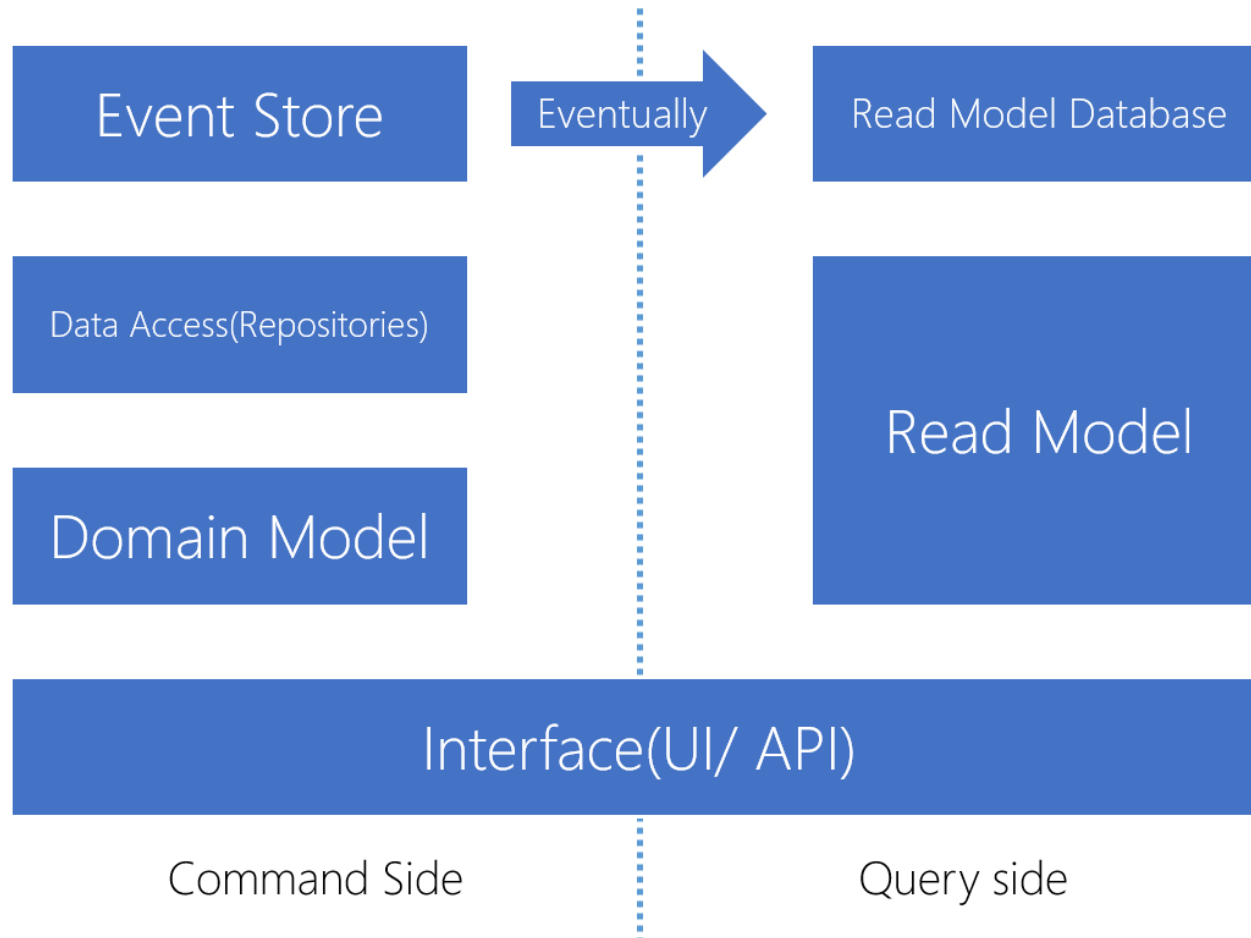 Event Store
Eventually
Read Model Database
Data Access(Repositories)
Read Model
Domain Model
Interface(UI/ API)
Command Side
Query side